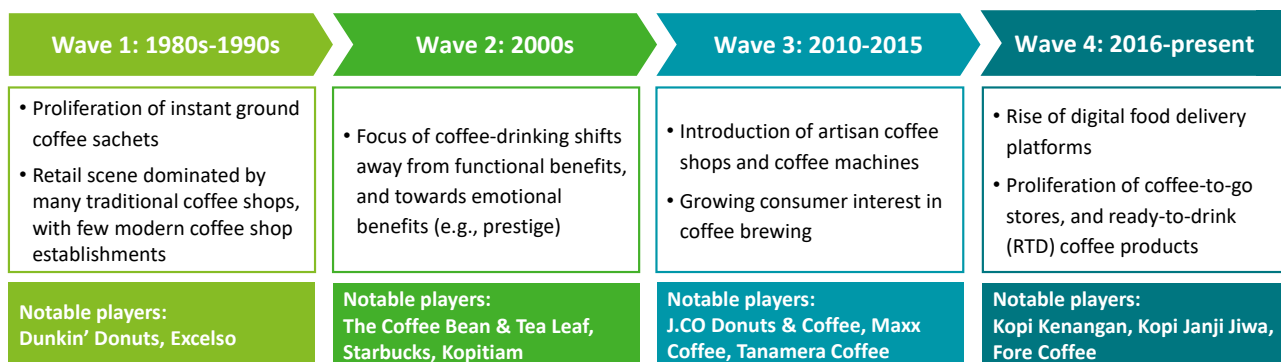 Wave 1: 1980s-1990s
• Proliferation of instant ground
coffee sachets
• Retail scene dominated by
many traditional coffee shops,
with few modern coffee shop
establishments
Notable players:
Dunkin’ Donuts, Excelso
Wave 2: 2000s
• Focus of coffee-drinking shifts
away from functional benefits,
and towards emotional
benefits (e.g., prestige)
Notable players:
The Coffee Bean & Tea Leaf,
Starbucks, Kopitiam
Wave 3: 2010-2015
• Introduction of artisan coffee
shops and coffee machines
• Growing consumer interest in
coffee brewing
Notable players:
J.CO Donuts & Coffee, Maxx
Coffee, Tanamera Coffee
Wave 4: 2016-present
• Rise of digital food delivery
platforms
• Proliferation of coffee-to-go
stores, and ready-to-drink
(RTD) coffee products
Notable players:
Kopi Kenangan, Kopi Janji Jiwa,
Fore Coffee